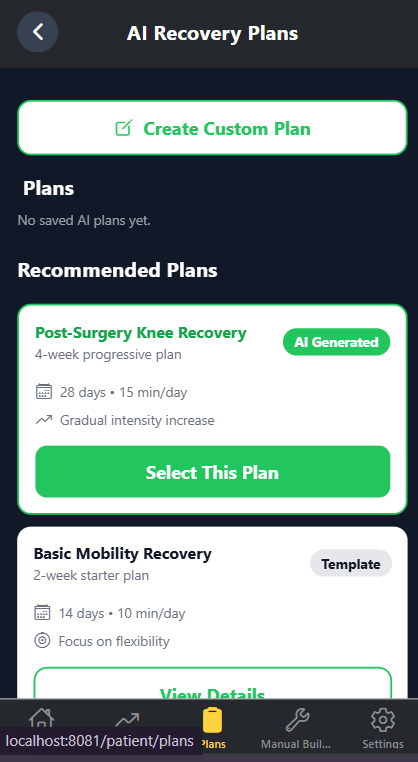 AI Recovery Plans
Create Custom Plan
Plans
No saved AI plans yet.
Recommended Plans
Post-Surgery Knee Recovery
AI Generated
4-week progressive plan
28 days • 15 min/day
Gradual intensity increase
Select This Plan
Basic Mobility Recovery
Template
2-week starter plan
14 days • 10 min/day
Focus on flexibility
View Details
Plans
Manual Buil...
Settings
localhost:8081/patient/plans